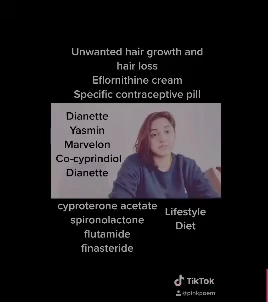 Unwanted hair growth and
hair loss
Eflornithine cream
Specific contraceptive pill
Dianette
Yasmin
Marvelon
Co-cyprindiol
Dianette
cyproterone acetate
spironolactone
flutamide
finasteride
Lifestyle
Diet
TikTok
@pinkpoem